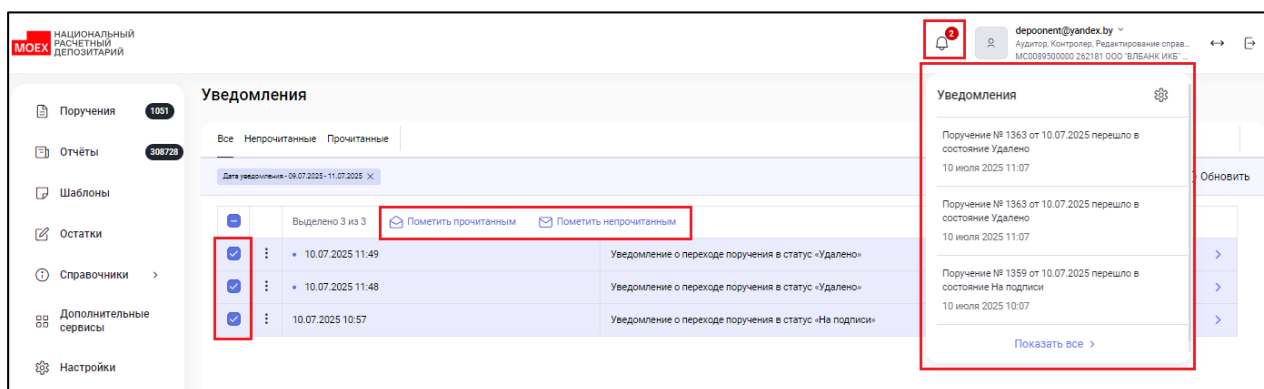 MOEX
НАЦИОНАЛЬНЫЙ
РАСЧЕТНЫЙ
ДЕПОЗИТАРИЙ
2
depoonent@yandex.by
Аудитор, Контролер, Редактирование справ...
MC0089500000 262181 ООО "ВЛБАНК ИКБ" ...
Поручения 1051
Отчёты 308728
Шаблоны
Остатки
Справочники
Дополнительные
сервисы
Настройки
Уведомления
Все Непрочитанные Прочитанные
Дата уведомления - 09.07.2025 - 11.07.2025
Обновить
Выделено 3 из 3 Пометить прочитанным Пометить непрочитанным
10.07.2025 11:49 Уведомление о переходе поручения в статус «Удалено»
10.07.2025 11:48 Уведомление о переходе поручения в статус «Удалено»
10.07.2025 10:57 Уведомление о переходе поручения в статус «На подписи»
Уведомления
Поручение № 1363 от 10.07.2025 перешло в
состояние Удалено
10 июля 2025 11:07
Поручение № 1363 от 10.07.2025 перешло в
состояние Удалено
10 июля 2025 11:07
Поручение № 1359 от 10.07.2025 перешло в
состояние На подписи
10 июля 2025 10:07
Показать все